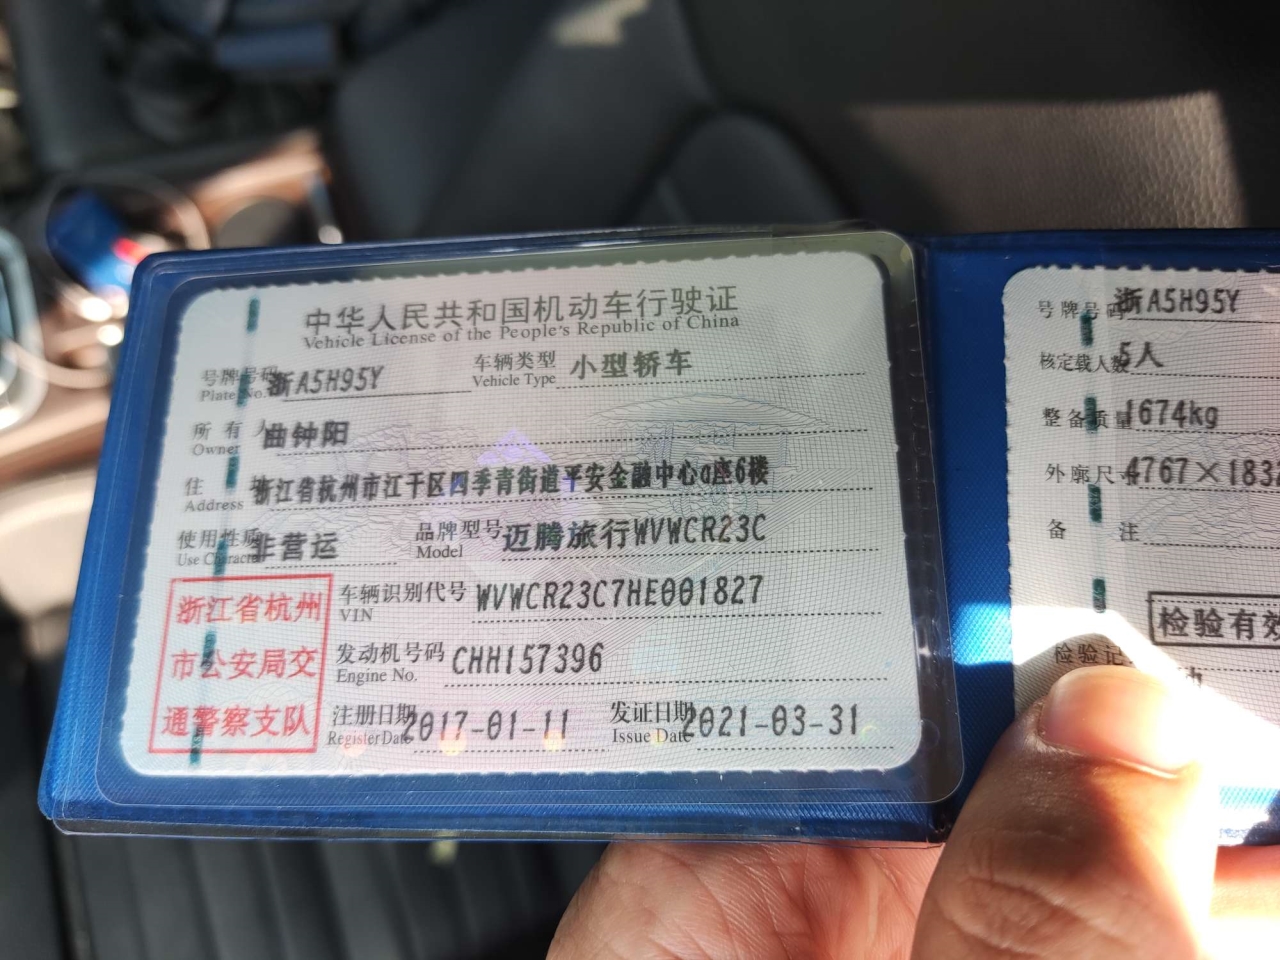 中华人民共和国机动车行驶证
Vehicle License of the People's Republic of China
号牌号码 浙A5H95Y 车辆类型 小型轿车
Plate No. Vehicle Type
所有人 曲钟阳
Owner
住 浙江省杭州市江干区四季青街道平安金融中心a座6楼
Address
使用性质 非营运 品牌型号 迈腾旅行WVWCR23C
Use Character Model
浙江省杭州
市公安局交
通警察支队
车辆识别代号 WVWCR23C7HE001827
VIN
发动机号码 CHH157396
Engine No.
注册日期 2017-01-11 发证日期 2021-03-31
Register Date Issue Date
号牌号码 浙A5H95Y
核定载人数 5人
整备质量 1674kg
外廓尺 4767×183
备注
检验有效
检验记